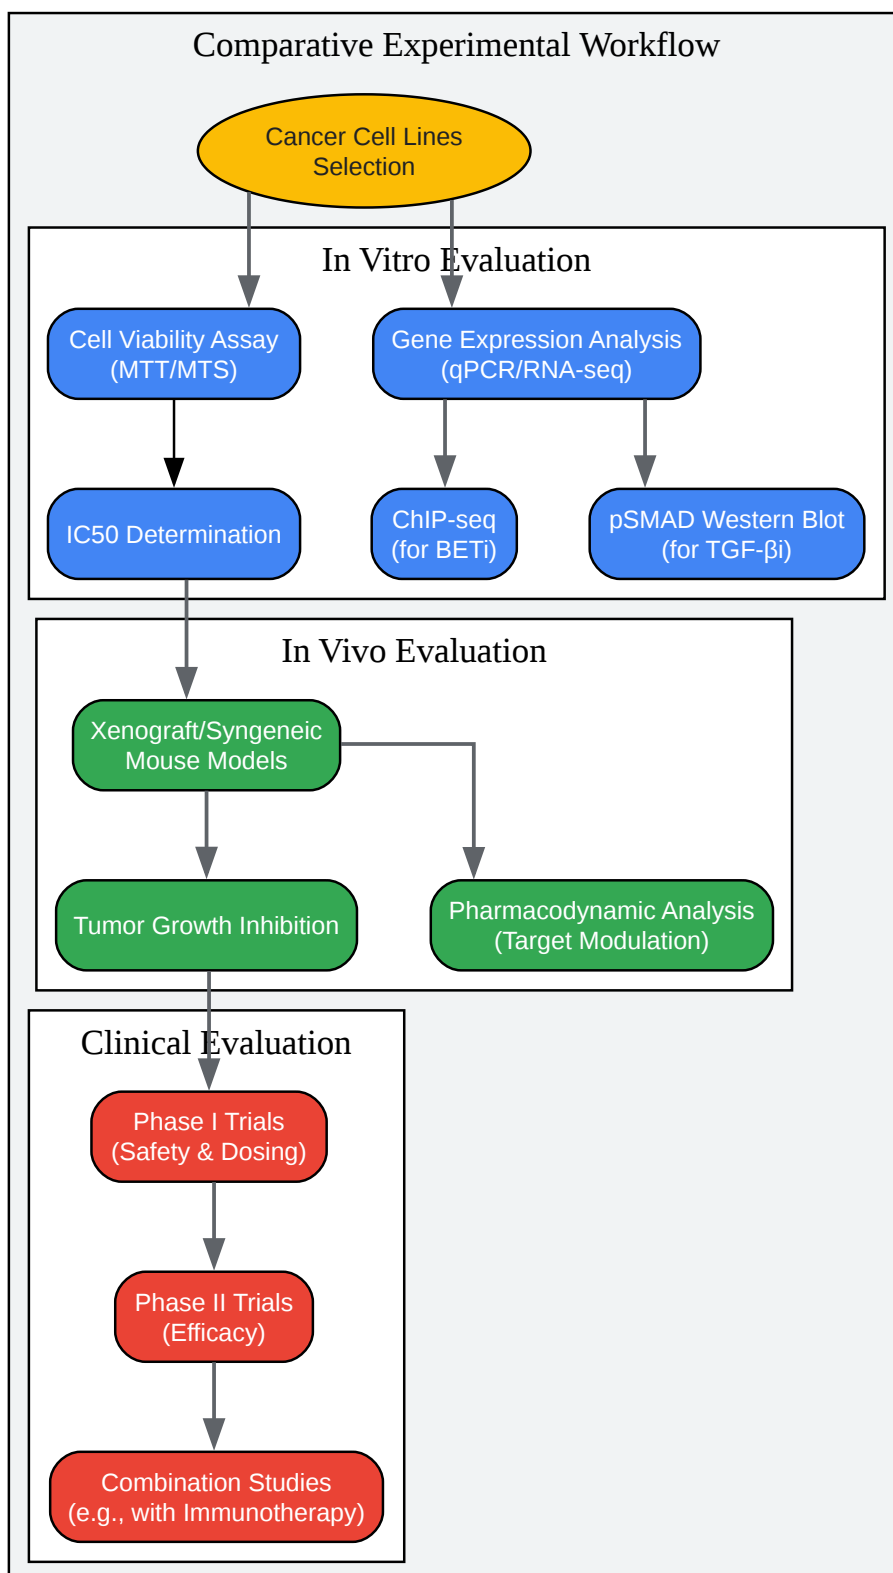 Comparative Experimental Workflow
Cancer Cell Lines
Selection
In Vitro Evaluation
Cell Viability Assay
(MTT/MTS)
Gene Expression Analysis
(qPCR/RNA-seq)
IC50 Determination
ChIP-seq
(for BETi)
pSMAD Western Blot
(for TGF-βi)
In Vivo Evaluation
Xenograft/Syngeneic
Mouse Models
Tumor Growth Inhibition
Pharmacodynamic Analysis
(Target Modulation)
Clinical Evaluation
Phase I Trials
(Safety & Dosing)
Phase II Trials
(Efficacy)
Combination Studies
(e.g., with Immunotherapy)